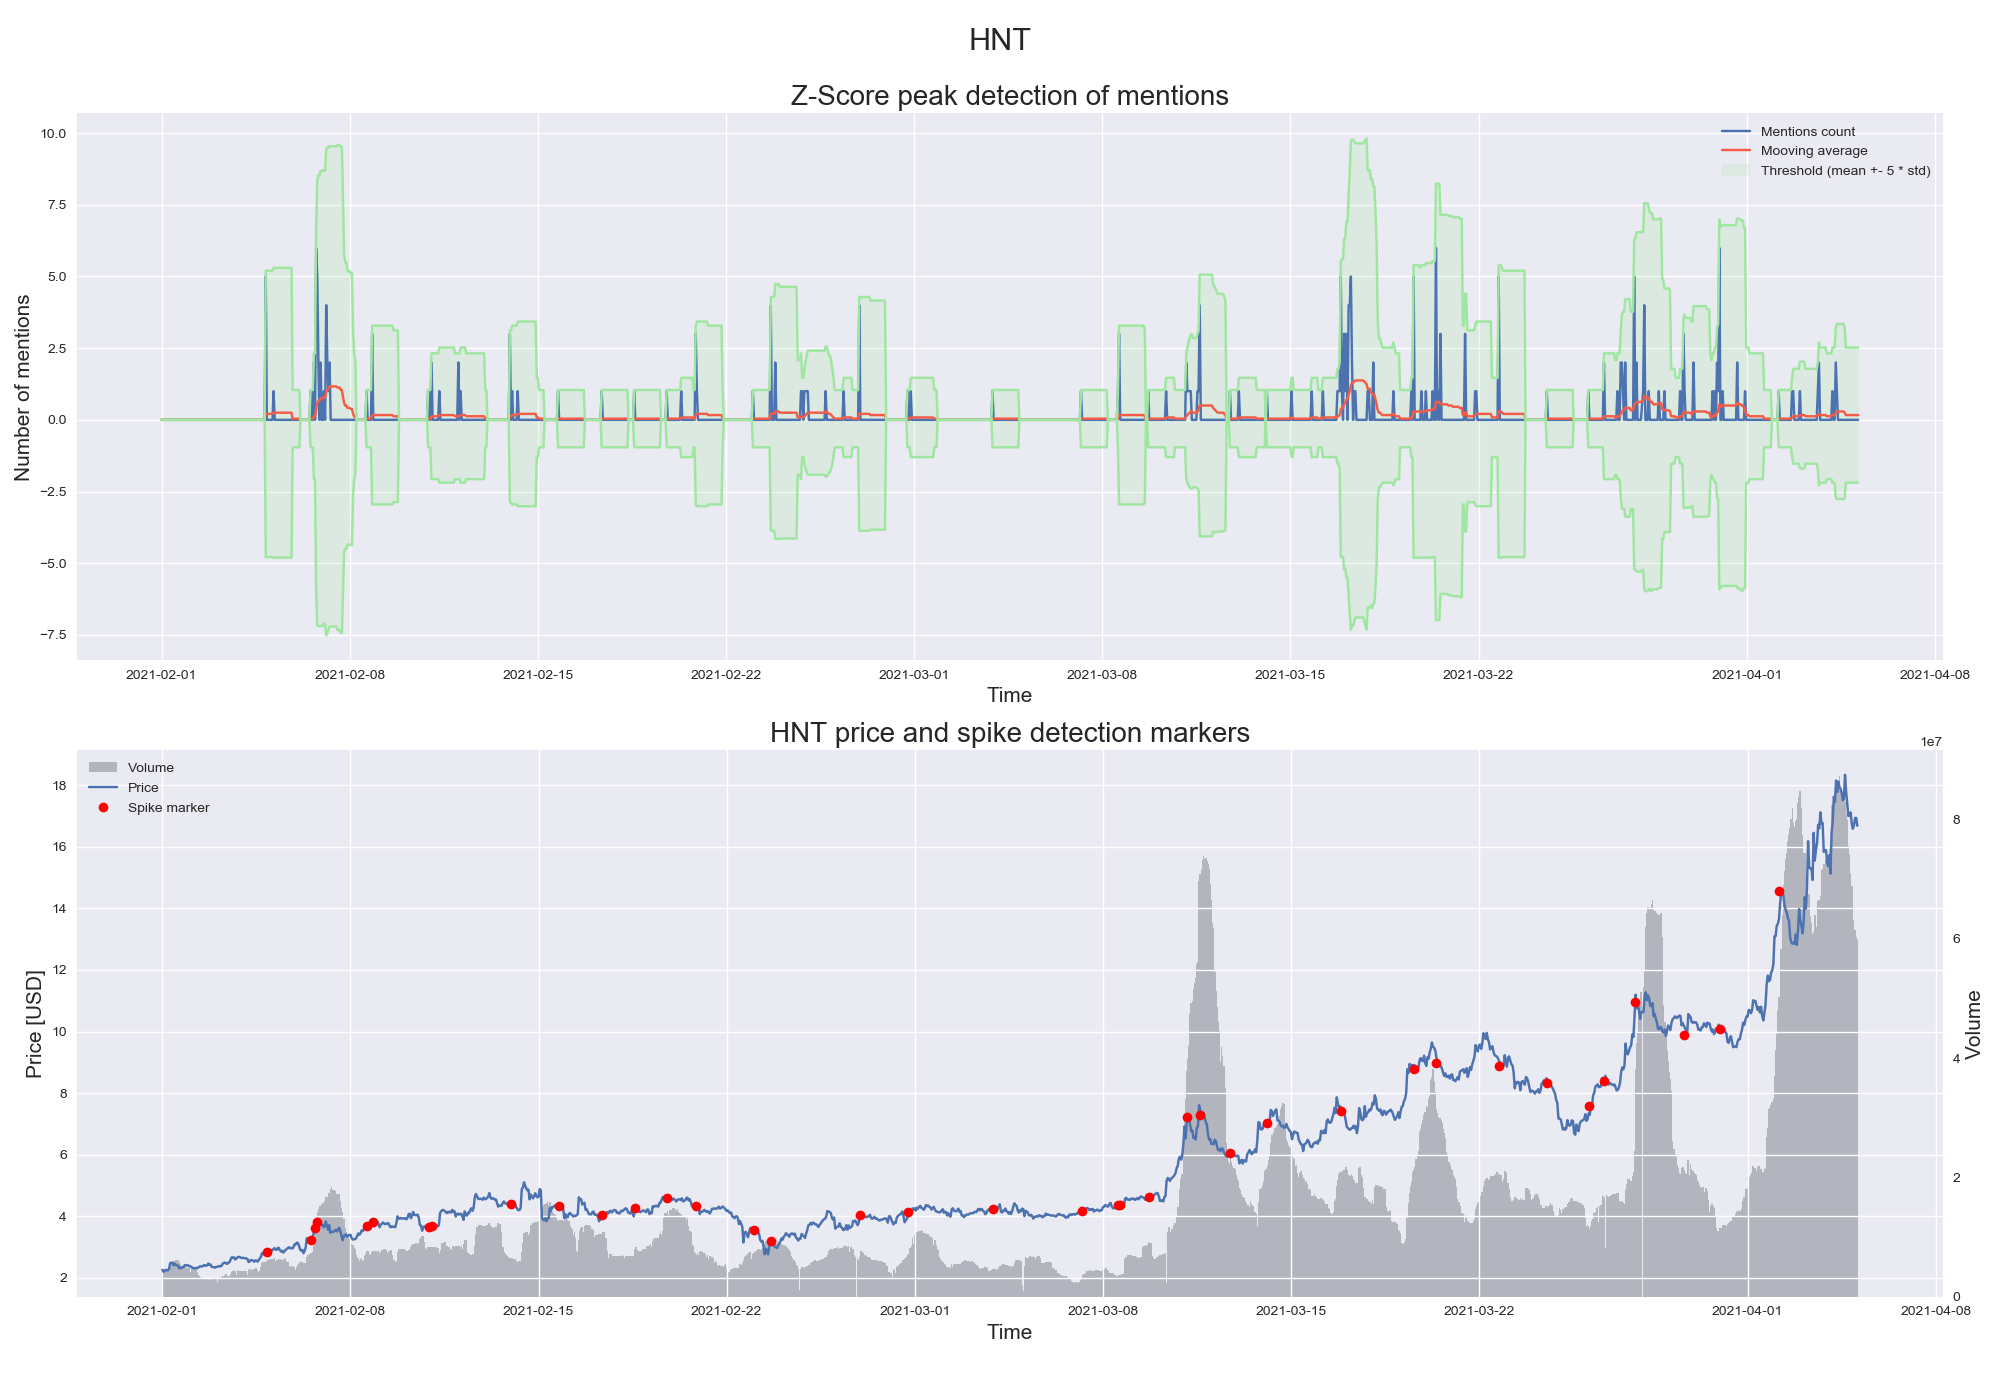 HNT
Z-Score peak detection of mentions
Mentions count
Mooving average
Threshold (mean +- 5 * std)
Number of mentions
10.0
7.5
5.0
2.5
0.0
−2.5
−5.0
−7.5
2021-02-01 2021-02-08 2021-02-15 2021-02-22 2021-03-01 2021-03-08 2021-03-15 2021-03-22 2021-04-01 2021-04-08
Time
HNT price and spike detection markers
1e7
Volume
Price
Spike marker
Price [USD]
18
16
14
12
10
8
6
4
2
8
6
4
2
0
Volume
2021-02-01 2021-02-08 2021-02-15 2021-02-22 2021-03-01 2021-03-08 2021-03-15 2021-03-22 2021-04-01 2021-04-08
Time